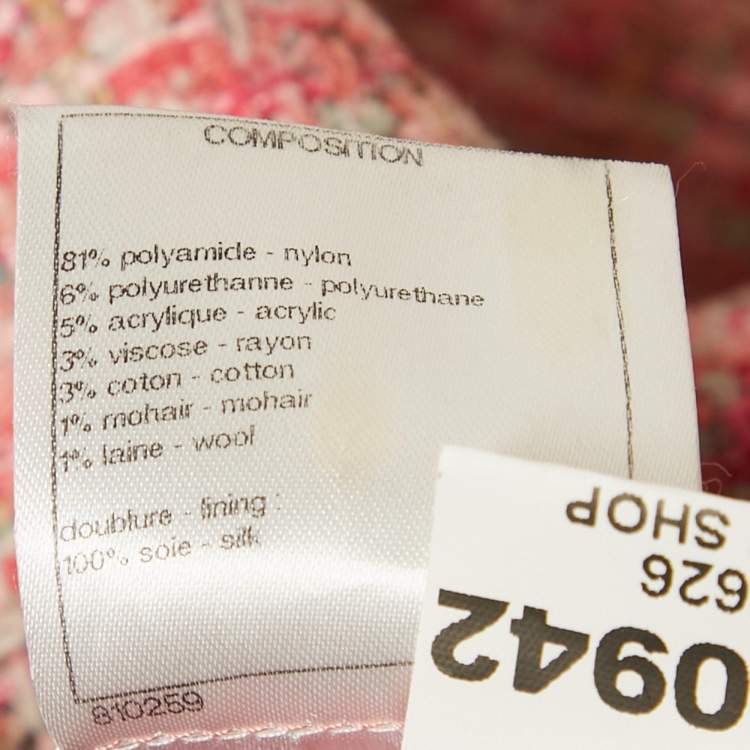 COMPOSITION
81% polyamide - nylon
6% polyurethanne - polyurethane
5% acrylique - acrylic
3% viscose - rayon
3% coton - cotton
1% mohair - mohair
1% laine - wool
doublure - lining :
100% soie - silk
810259
0942
626
SHOP